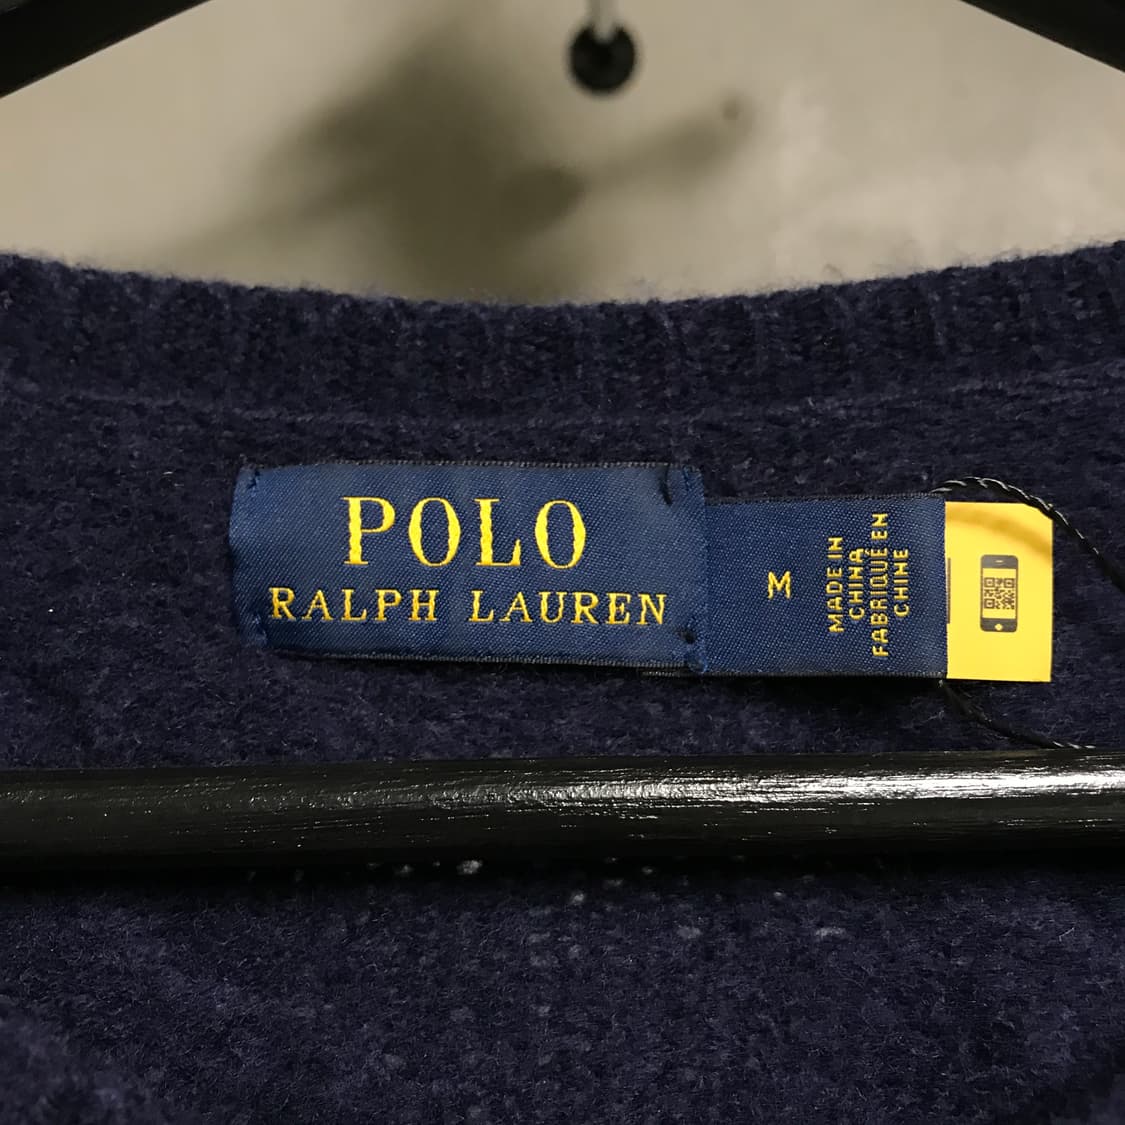 POLO
RALPH LAUREN
M
MADE IN
CHINA
FABRIQUÉ EN
CHINE